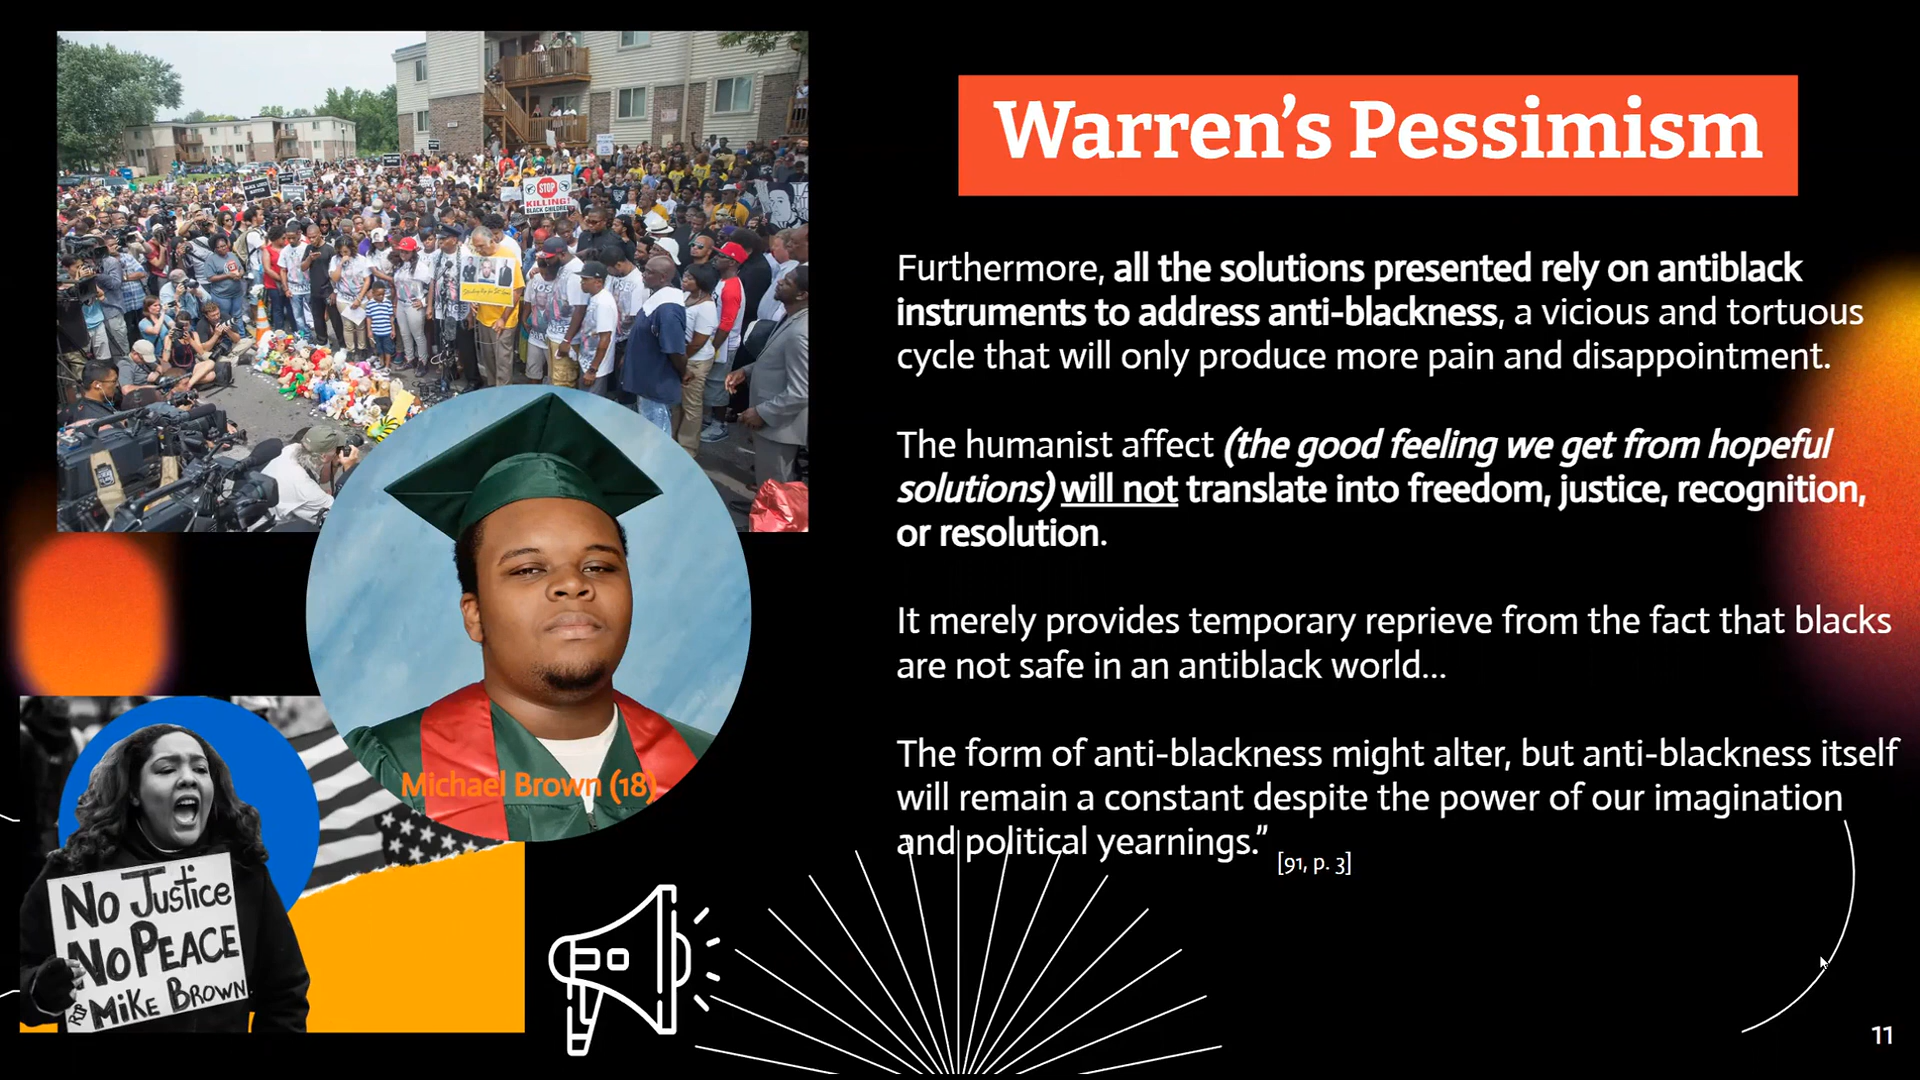 Warren's Pessimism
Furthermore, all the solutions presented rely on antiblack
instruments to address anti-blackness, a vicious and tortuous
cycle that will only produce more pain and disappointment.
The humanist affect (the good feeling we get from hopeful
solutions) will not translate into freedom, justice, recognition,
or resolution.
It merely provides temporary reprieve from the fact that blacks
are not safe in an antiblack world...
The form of anti-blackness might alter, but anti-blackness itself
will remain a constant despite the power of our imagination
and political yearnings.” [91, p. 3]
STOP
KILLING!
BLACK CHILDREN
Michael Brown (18)
No Justice
No PEACE
RIP MiKE BROWN.
11